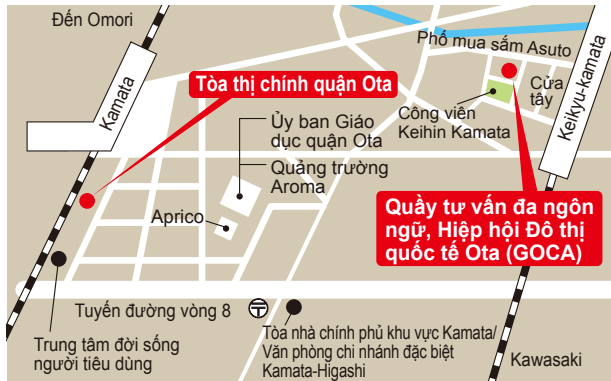 Đến Omori
Kamata
Tòa thị chính quận Ota
Ủy ban Giáo
dục quận Ota
Quảng trường
Aroma
Aprico
Phố mua sắm Asuto
Cửa
tây
Công viên
Keihin Kamata
Keikyu-kamata
Quầy tư vấn đa ngôn
ngữ, Hiệp hội Đô thị
quốc tế Ota (GOCA)
Tuyến đường vòng 8
〶
Trung tâm đời sống
người tiêu dùng
Tòa nhà chính phủ khu vực Kamata/
Văn phòng chi nhánh đặc biệt
Kamata-Higashi
Kawasaki